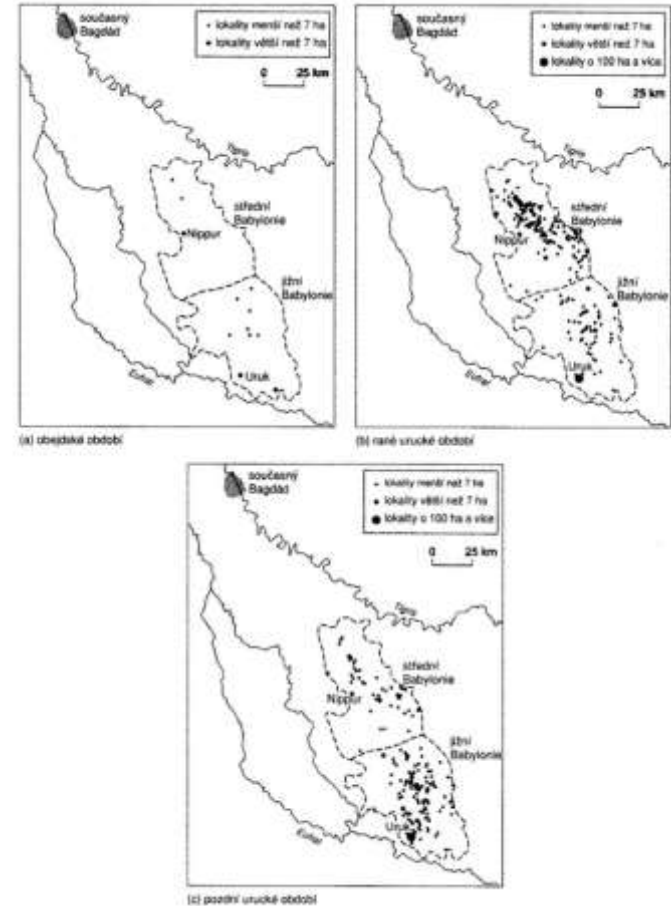 současný
Bagdád
lokality menší než 7 ha
lokality větší než 7 ha
0 25 km
Tigris
střední
Babylonie
Nippur
jižní
Babylonie
Uruk
Eufrat
(a) obejdské období
současný
Bagdád
lokality menší než 7 ha
lokality větší než 7 ha
lokality o 100 ha a více
0 25 km
Tigris
střední
Babylonie
Nippur
jižní
Babylonie
Uruk
Eufrat
(b) rané urucké období
současný
Bagdád
lokality menší než 7 ha
lokality větší než 7 ha
lokality o 100 ha a více
0 25 km
Tigris
střední
Babylonie
Nippur
jižní
Babylonie
Uruk
Eufrat
(c) pozdní urucké období